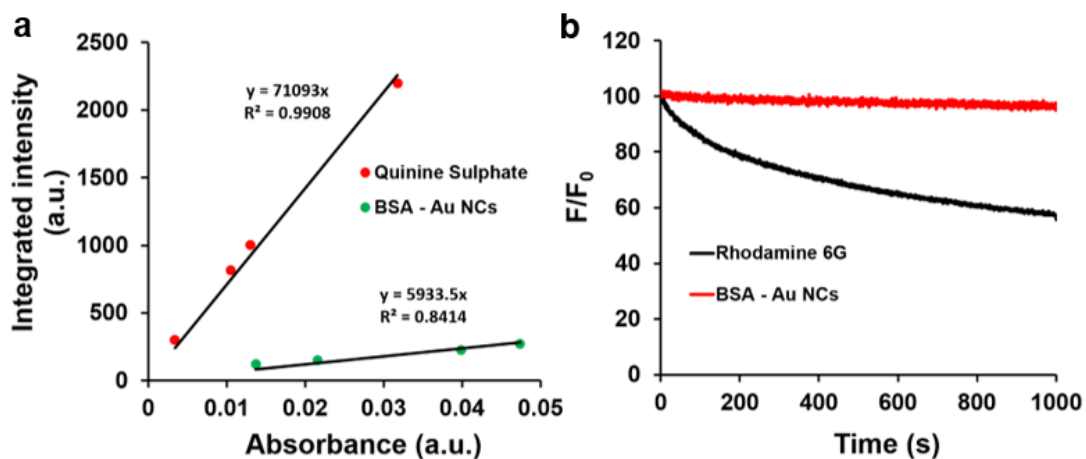 a
Integrated intensity
(a.u.)
2500
2000
1500
1000
500
0
y = 71093x
R² = 0.9908
Quinine Sulphate
BSA - Au NCs
y = 5933.5x
R² = 0.8414
0 0.01 0.02 0.03 0.04 0.05
Absorbance (a.u.)
b
F/F₀
120
100
80
60
40
20
0
Rhodamine 6G
BSA - Au NCs
0 200 400 600 800 1000
Time (s)